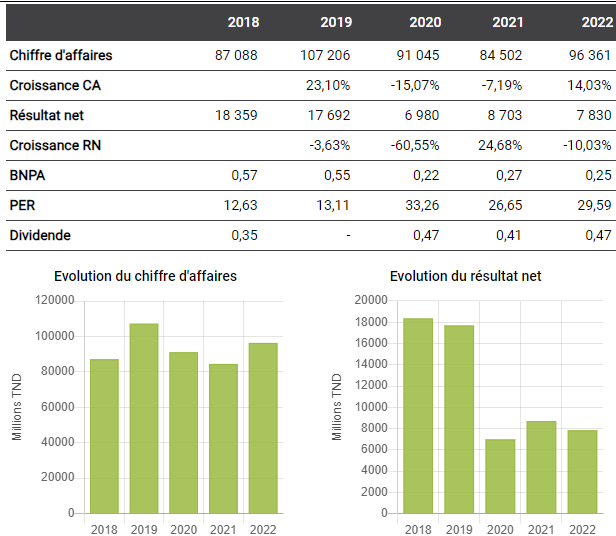 2018 2019 2020 2021 2022
Chiffre d'affaires 87 088 107 206 91 045 84 502 96 361
Croissance CA 23,10% -15,07% -7,19% 14,03%
Résultat net 18 359 17 692 6 980 8 703 7 830
Croissance RN -3,63% -60,55% 24,68% -10,03%
BNPA 0,57 0,55 0,22 0,27 0,25
PER 12,63 13,11 33,26 26,65 29,59
Dividende 0,35 - 0,47 0,41 0,47
Evolution du chiffre d'affaires
Millions TND
120000
100000
80000
60000
40000
20000
0
2018 2019 2020 2021 2022
Evolution du résultat net
Millions TND
20000
18000
16000
14000
12000
10000
8000
6000
4000
2000
0
2018 2019 2020 2021 2022